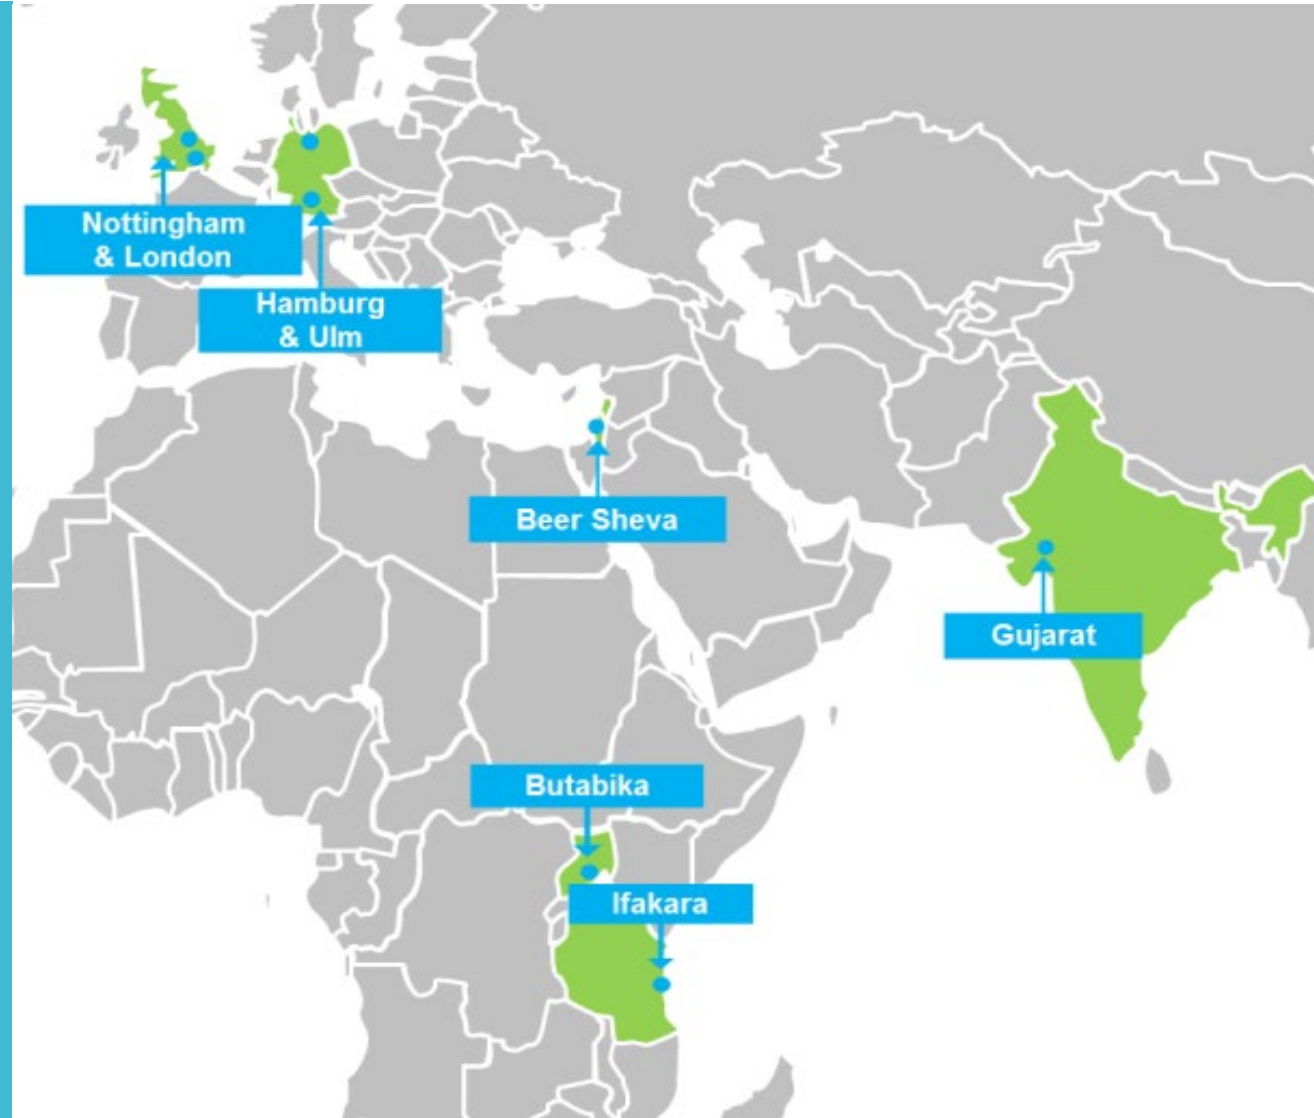 Nottingham
& London
Hamburg
& Ulm
Beer Sheva
Gujarat
Butabika
Ifakara